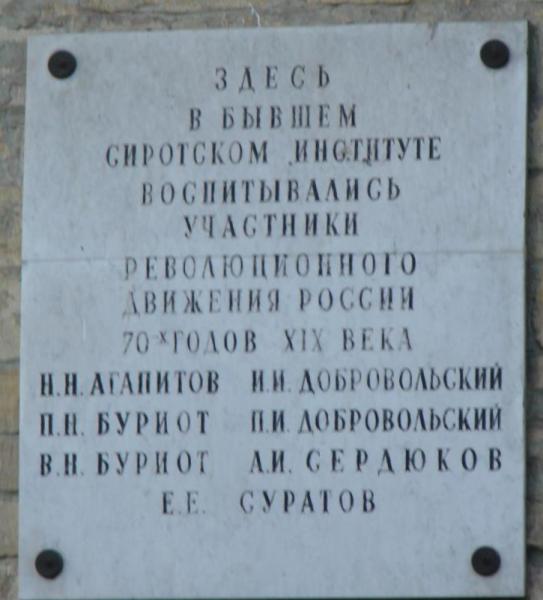 ЗДЕСЬ
В БЫВШЕМ
СИРОТСКОМ ИНСТИТУТЕ
ВОСПИТЫВАЛИСЬ
УЧАСТНИКИ
РЕВОЛЮЦИОННОГО
ДВИЖЕНИЯ РОССИИ
70-Х ГОДОВ XIX ВЕКА
Н.Н. АГАПИТОВ И.И. ДОБРОВОЛЬСКИЙ
П.Н. БУРИОТ П.И. ДОБРОВОЛЬСКИЙ
В.Н. БУРИОТ А.И. СЕРДЮКОВ
Е.Е. СУРАТОВ